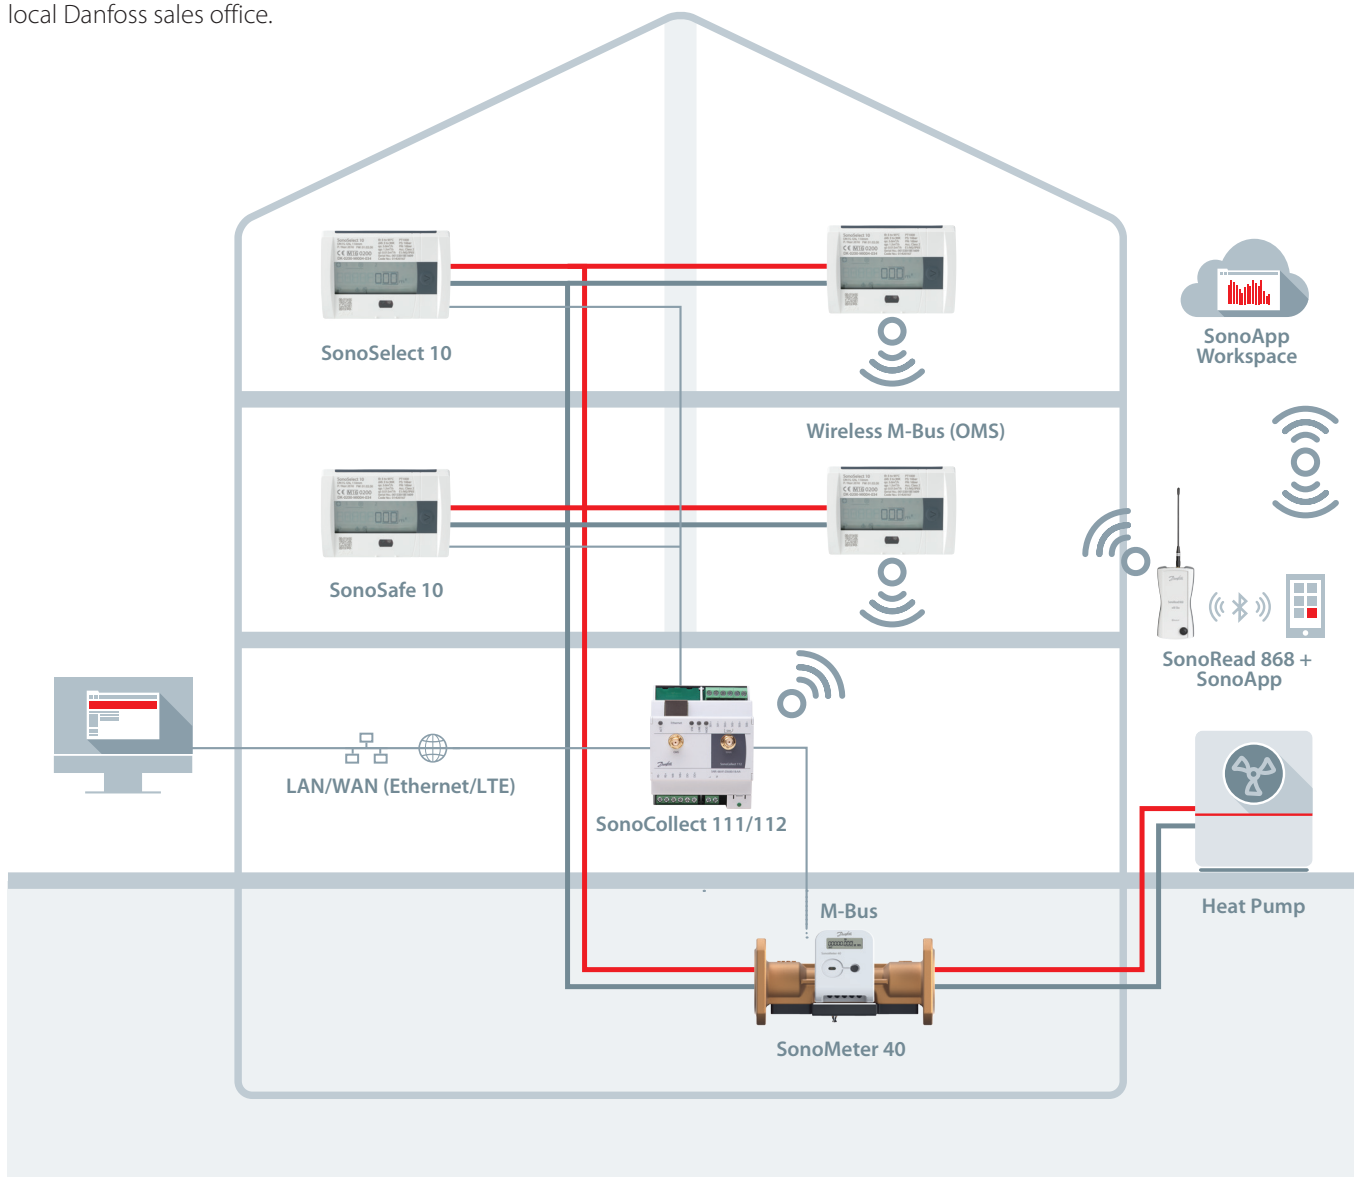 local Danfoss sales office.
SonoSelect 10
SonoApp
Workspace
Wireless M-Bus (OMS)
SonoSafe 10
SonoRead 868 +
SonoApp
LAN/WAN (Ethernet/LTE)
SonoCollect 111/112
M-Bus
Heat Pump
SonoMeter 40